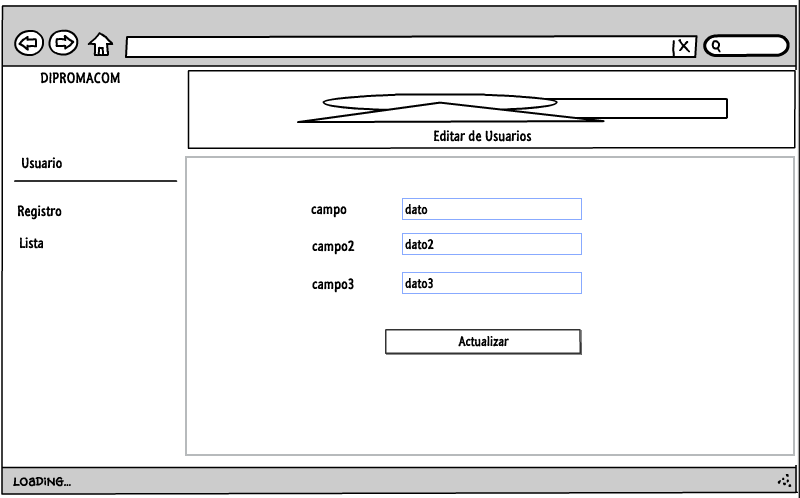 DIPROMACOM
Editar de Usuarios
Usuario
Registro
Lista
campo dato
campo2 dato2
campo3 dato3
Actualizar
LOADING...